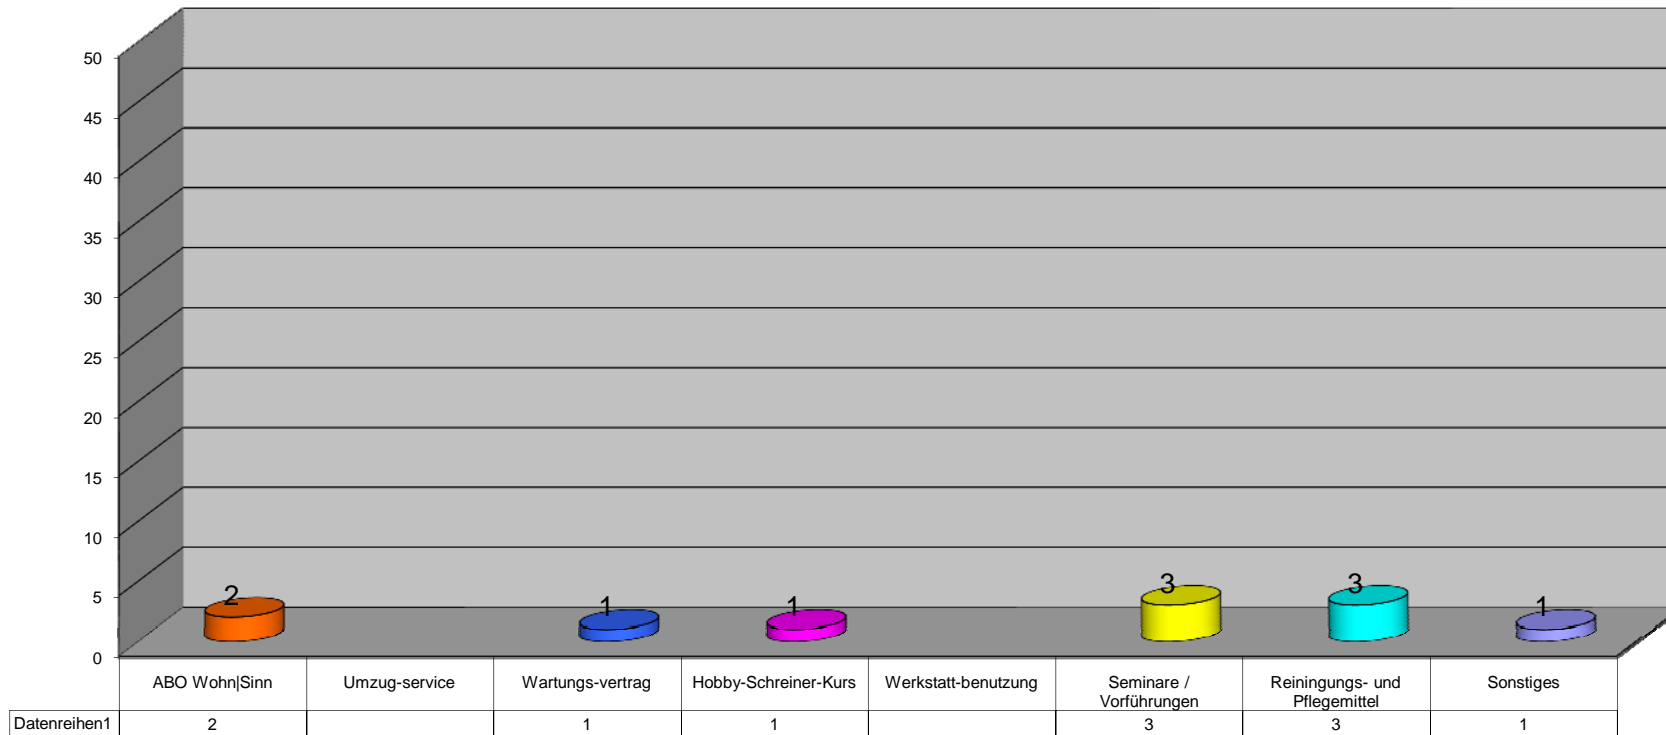 50
45
40
35
30
25
20
15
10
5
0
2
1
1
3
3
1
ABO Wohn|Sinn
Umzug-service
Wartungs-vertrag
Hobby-Schreiner-Kurs
Werkstatt-benutzung
Seminare /
Vorführungen
Reiningungs- und
Pflegemittel
Sonstiges
Datenreihen1 2 1 1 3 3 1